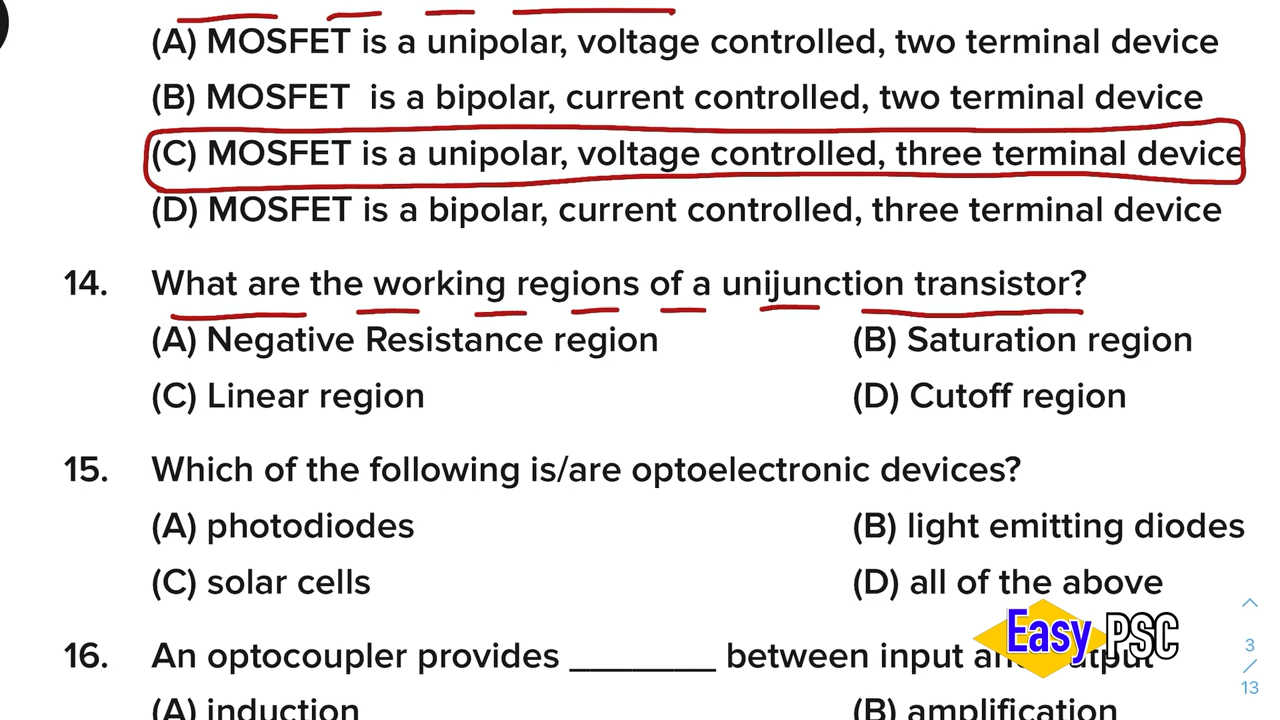 (A) MOSFET is a unipolar, voltage controlled, two terminal device
(B) MOSFET is a bipolar, current controlled, two terminal device
(C) MOSFET is a unipolar, voltage controlled, three terminal device
(D) MOSFET is a bipolar, current controlled, three terminal device
14. What are the working regions of a unijunction transistor?
(A) Negative Resistance region (B) Saturation region
(C) Linear region (D) Cutoff region
15. Which of the following is/are optoelectronic devices?
(A) photodiodes (B) light emitting diodes
(C) solar cells (D) all of the above
16. An optocoupler provides _______ between input
(A) induction (B) amplification
Easy PSC
3
/
13